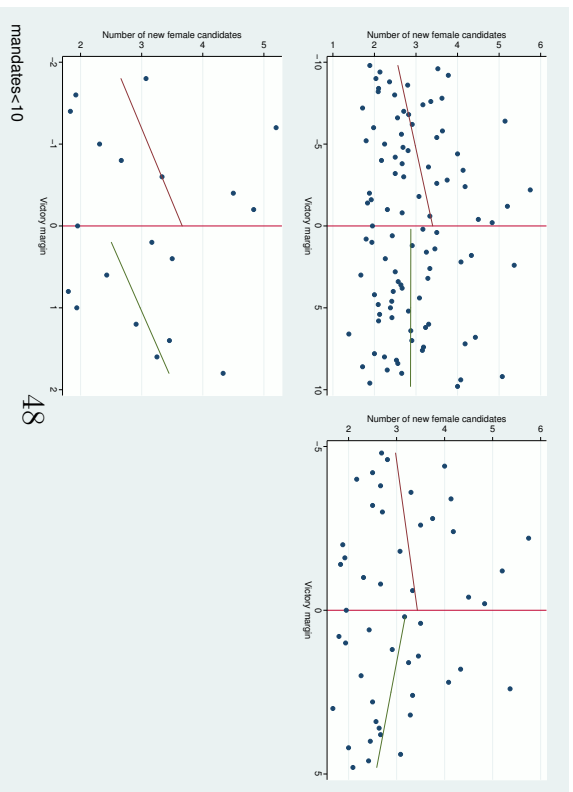 Number of new female candidates
1 2 3 4 5 6
-10 -5 0 5 10
Victory margin
Number of new female candidates
2 3 4 5 6
-5 0 5
Victory margin
Number of new female candidates
2 3 4 5
-2 -1 0 1 2
Victory margin
mandates<10
48